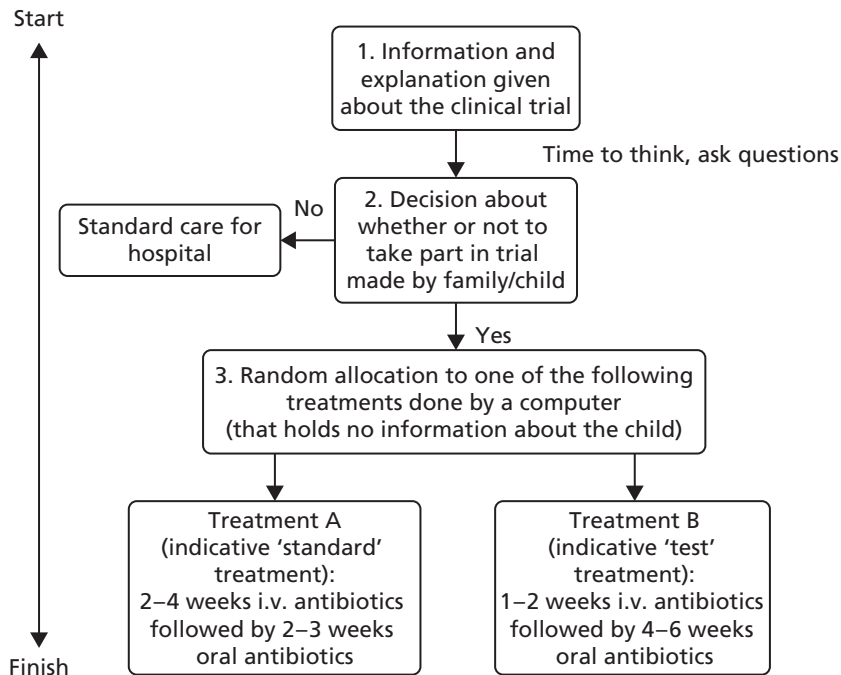 Start
1. Information and
explanation given
about the clinical trial
Time to think, ask questions
2. Decision about
whether or not to
take part in trial
made by family/child
No
Standard care for
hospital
Yes
3. Random allocation to one of the following
treatments done by a computer
(that holds no information about the child)
Treatment A
(indicative ‘standard’
treatment):
2–4 weeks i.v. antibiotics
followed by 2–3 weeks
oral antibiotics
Treatment B
(indicative ‘test’
treatment):
1–2 weeks i.v. antibiotics
followed by 4–6 weeks
oral antibiotics
Finish